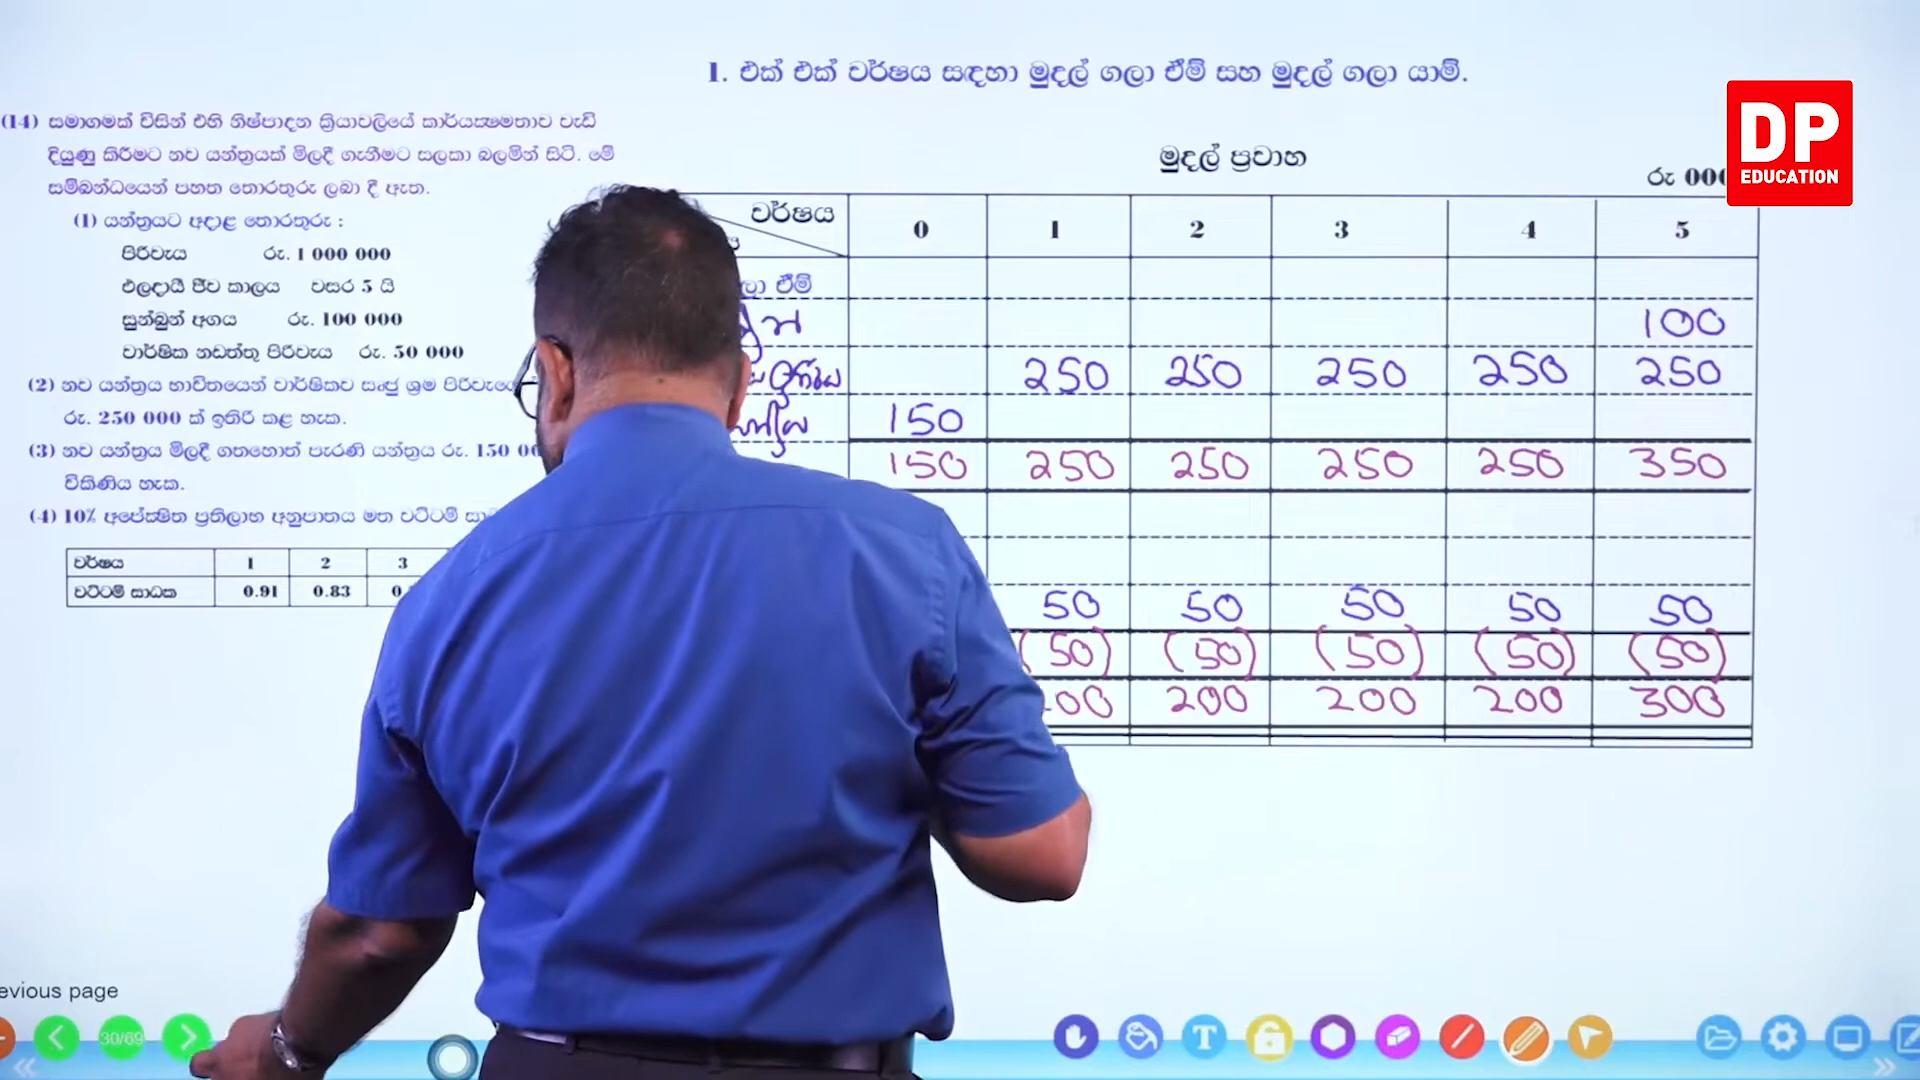 1. එක් එක් වර්ෂය සඳහා මුදල් ගලා ඒම් සහ මුදල් ගලා යාම්.
DP
EDUCATION
(14) සමාගමක් විසින් එහි නිෂ්පාදන ක්‍රියාවලියේ කාර්යක්ෂමතාව වැඩි
දියුණු කිරීමට නව යන්ත්‍රයක් මිලදී ගැනීමට සලකා බලමින් සිටී. මේ
සම්බන්ධයෙන් පහත තොරතුරු ලබා දී ඇත.
(1) යන්ත්‍රයට අදාළ තොරතුරු :
පිරිවැය රු. 1 000 000
ඵලදායී ජීව කාලය වසර 5 යි
සුන්බුන් අගය රු. 100 000
වාර්ෂික නඩත්තු පිරිවැය රු. 50 000
(2) නව යන්ත්‍රය භාවිතයෙන් වාර්ෂිකව සෘජු ශ්‍රම
රු. 250 000 ක් ඉතිරි කළ හැක.
(3) නව යන්ත්‍රය මිලදී ගතහොත් පැරණි යන්ත්‍රය රු. 150
විකිණිය හැක.
(4) 10% අපේක්ෂිත ප්‍රතිලාභ අනුපාතය මත වට්ටම්
වර්ෂය 1 2 3
වට්ටම් සාධක 0.91 0.83
මුදල් ප්‍රවාහ
රු 000
වර්ෂය 0 1 2 3 4 5
ඒම්
100
250 250 250 250 250
150
150 250 250 250 250 350
50 50 50 50 50
(50) (50) (50) (50) (50)
200 200 200 300
evious page
30/69